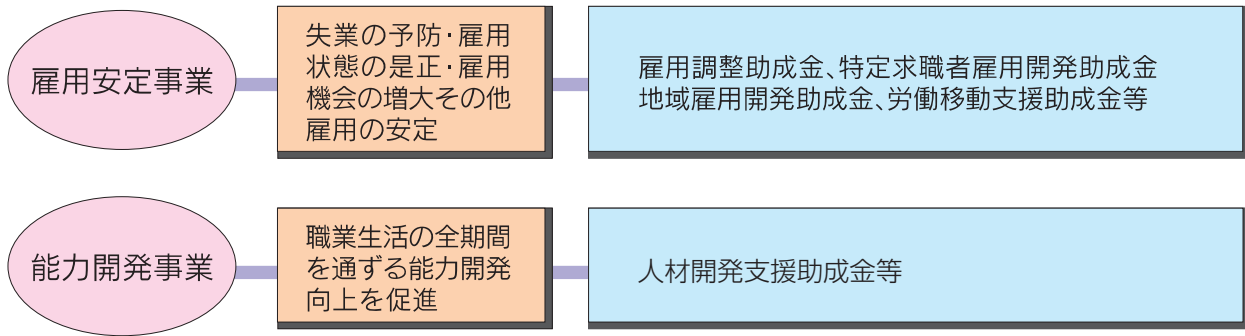 雇用安定事業
失業の予防・雇用
状態の是正・雇用
機会の増大その他
雇用の安定
雇用調整助成金、特定求職者雇用開発助成金
地域雇用開発助成金、労働移動支援助成金等
能力開発事業
職業生活の全期間
を通ずる能力開発
向上を促進
人材開発支援助成金等